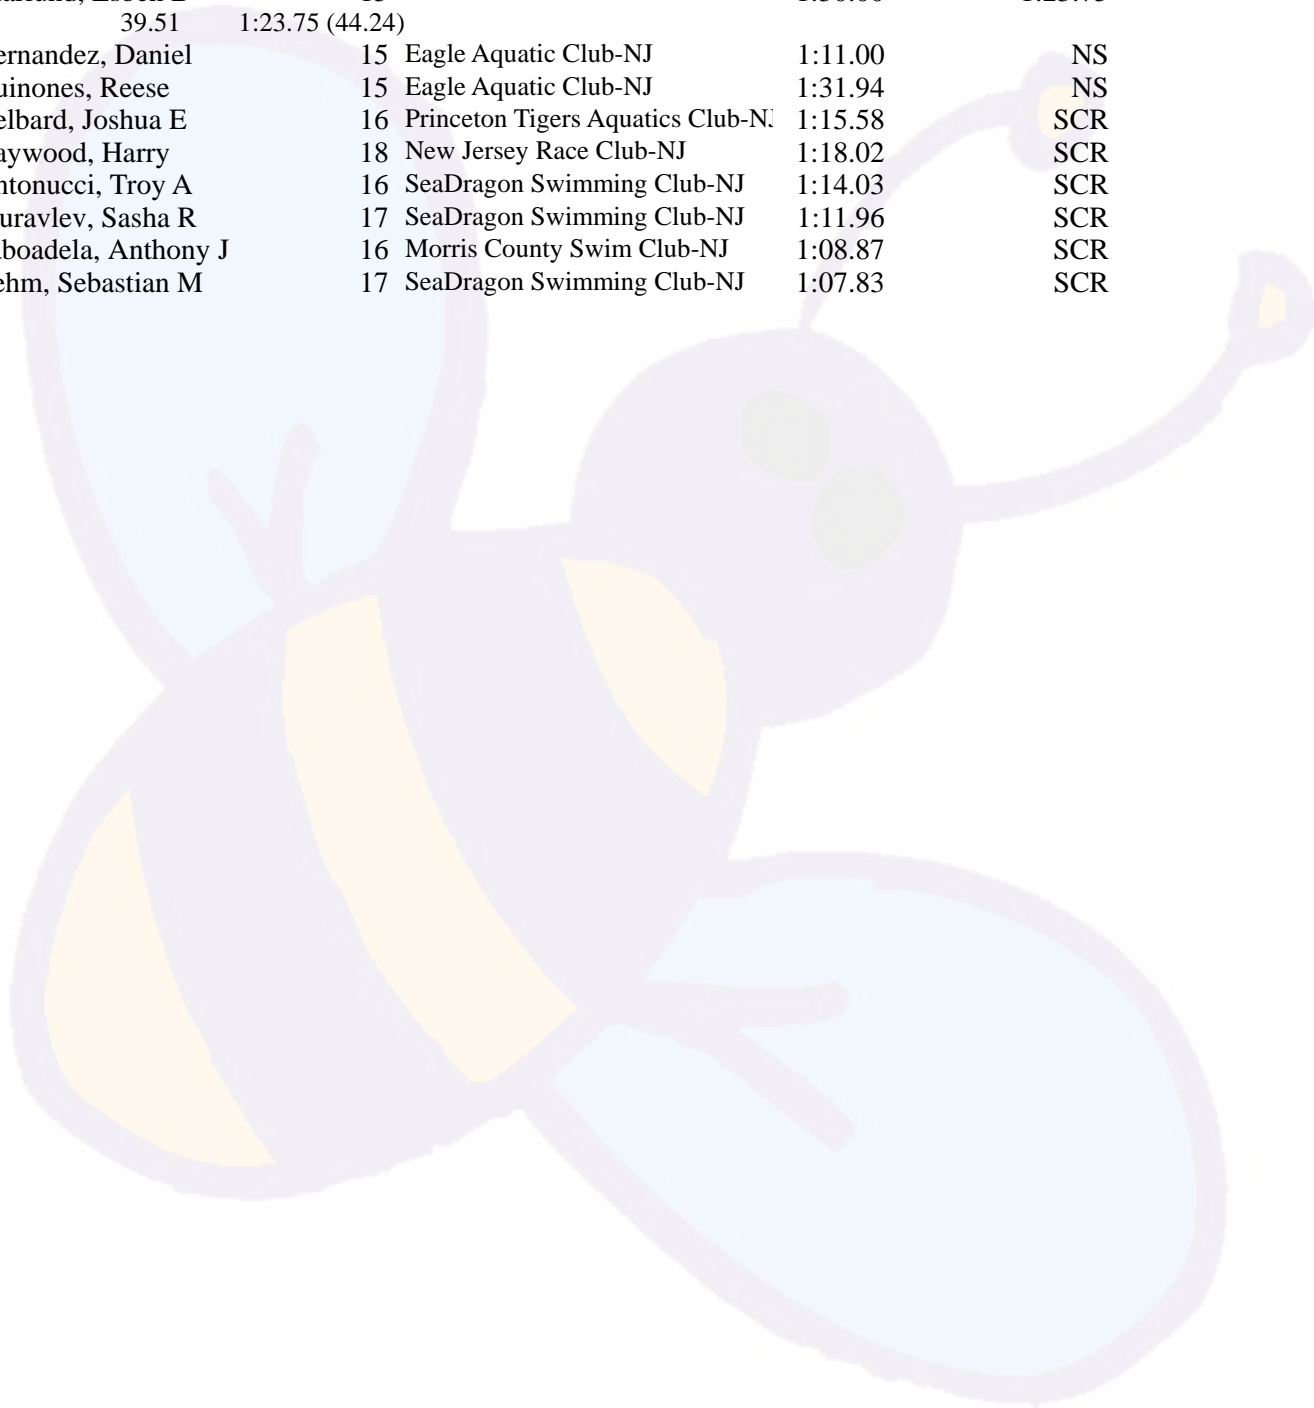 39.51 1:23.75 (44.24)
ernandez, Daniel 15 Eagle Aquatic Club-NJ 1:11.00 NS
uinones, Reese 15 Eagle Aquatic Club-NJ 1:31.94 NS
elbard, Joshua E 16 Princeton Tigers Aquatics Club-NJ 1:15.58 SCR
aywood, Harry 18 New Jersey Race Club-NJ 1:18.02 SCR
ntonucci, Troy A 16 SeaDragon Swimming Club-NJ 1:14.03 SCR
uravlev, Sasha R 17 SeaDragon Swimming Club-NJ 1:11.96 SCR
boadela, Anthony J 16 Morris County Swim Club-NJ 1:08.87 SCR
ehm, Sebastian M 17 SeaDragon Swimming Club-NJ 1:07.83 SCR